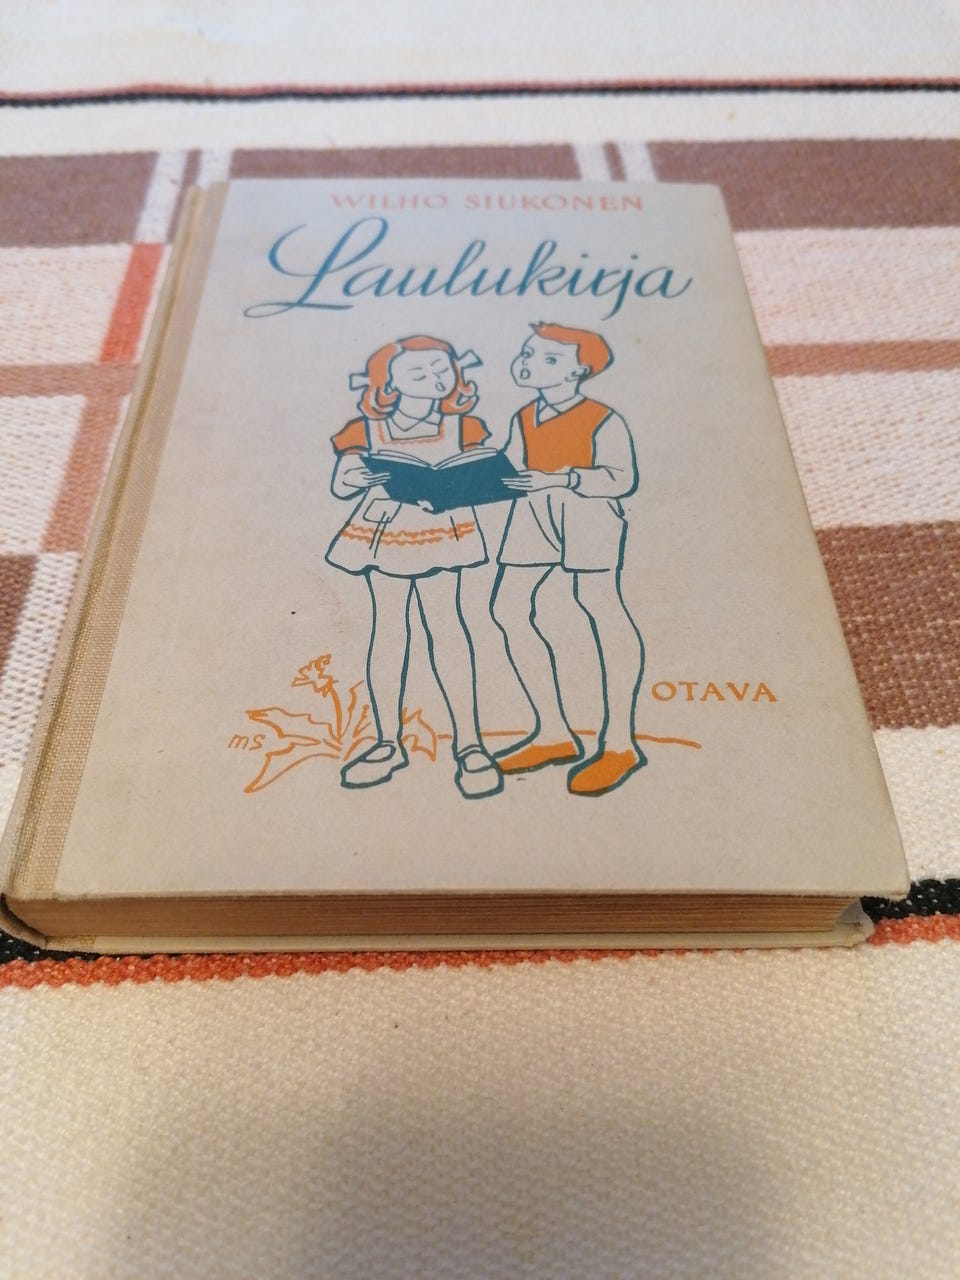 WILHO SIUKONEN
Laulukirja
OTAVA
ms